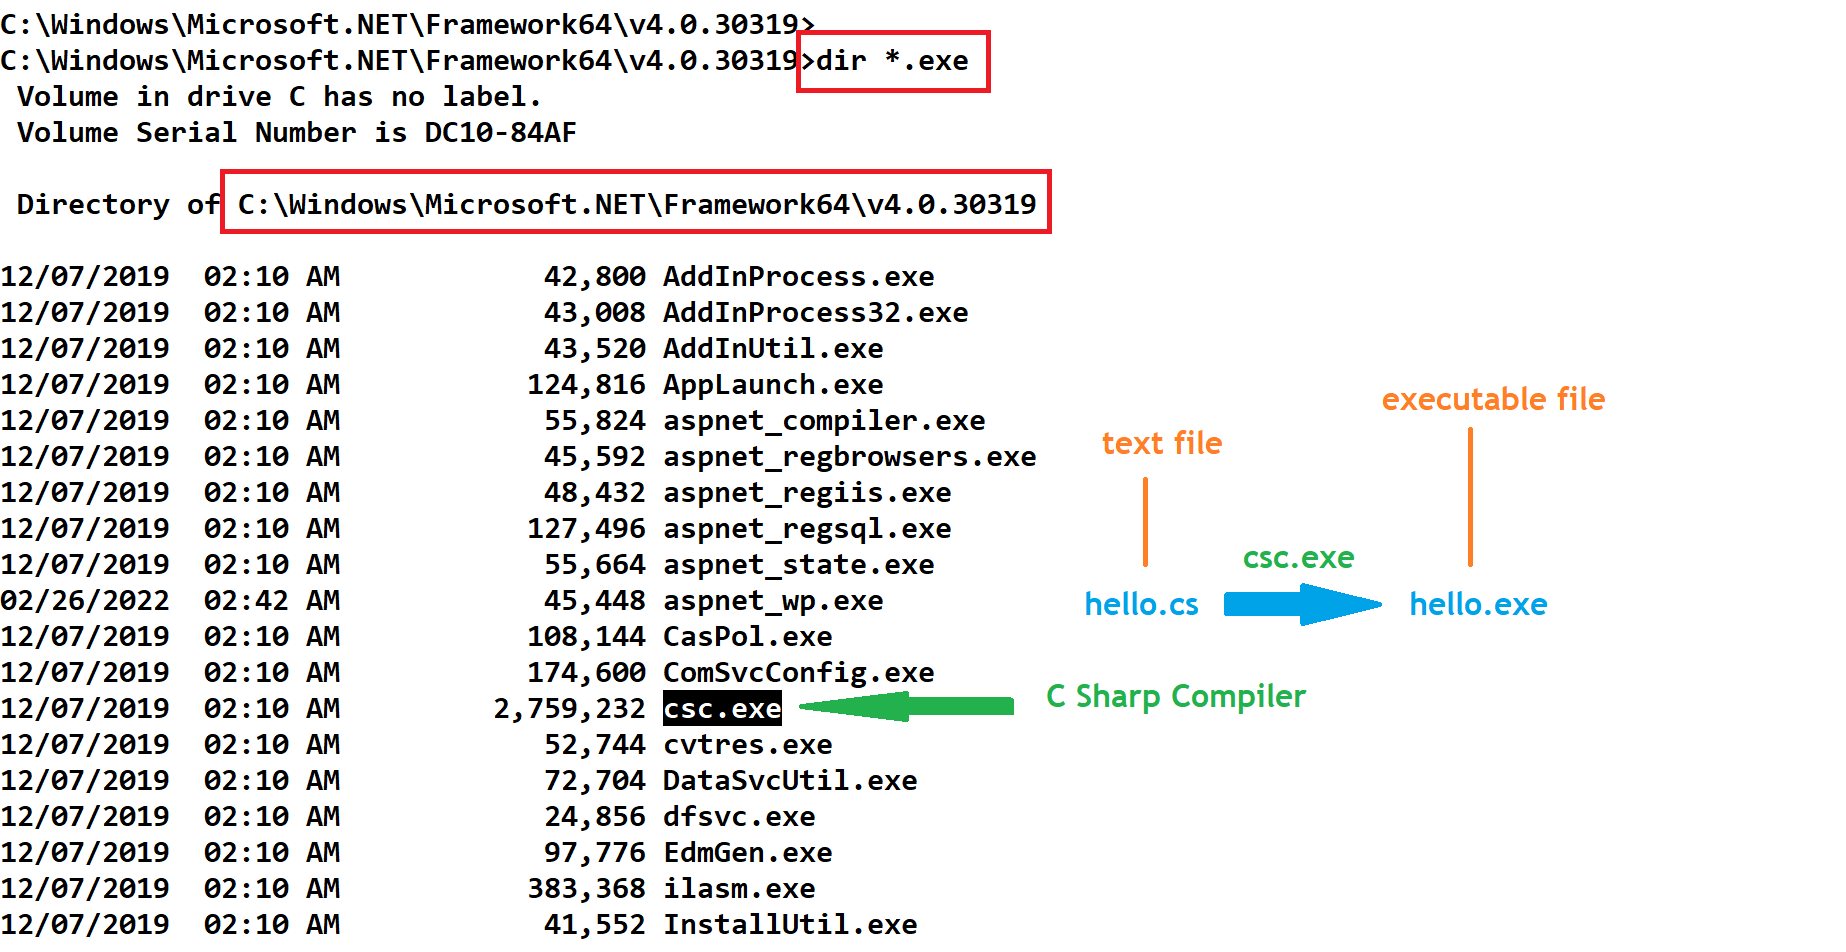 C:\Windows\Microsoft.NET\Framework64\v4.0.30319>
C:\Windows\Microsoft.NET\Framework64\v4.0.30319>dir *.exe
Volume in drive C has no label.
Volume Serial Number is DC10-84AF
Directory of C:\Windows\Microsoft.NET\Framework64\v4.0.30319
12/07/2019  02:10 AM            42,800 AddInProcess.exe
12/07/2019  02:10 AM            43,008 AddInProcess32.exe
12/07/2019  02:10 AM            43,520 AddInUtil.exe
12/07/2019  02:10 AM           124,816 AppLaunch.exe
12/07/2019  02:10 AM            55,824 aspnet_compiler.exe
12/07/2019  02:10 AM            45,592 aspnet_regbrowsers.exe
12/07/2019  02:10 AM            48,432 aspnet_regiis.exe
12/07/2019  02:10 AM           127,496 aspnet_regsql.exe
12/07/2019  02:10 AM            55,664 aspnet_state.exe
02/26/2022  02:42 AM            45,448 aspnet_wp.exe
12/07/2019  02:10 AM           108,144 CasPol.exe
12/07/2019  02:10 AM           174,600 ComSvcConfig.exe
12/07/2019  02:10 AM         2,759,232 csc.exe
12/07/2019  02:10 AM            52,744 cvtres.exe
12/07/2019  02:10 AM            72,704 DataSvcUtil.exe
12/07/2019  02:10 AM            24,856 dfsvc.exe
12/07/2019  02:10 AM            97,776 EdmGen.exe
12/07/2019  02:10 AM           383,368 ilasm.exe
12/07/2019  02:10 AM            41,552 InstallUtil.exe
executable file
text file
csc.exe
hello.cs
hello.exe
C Sharp Compiler